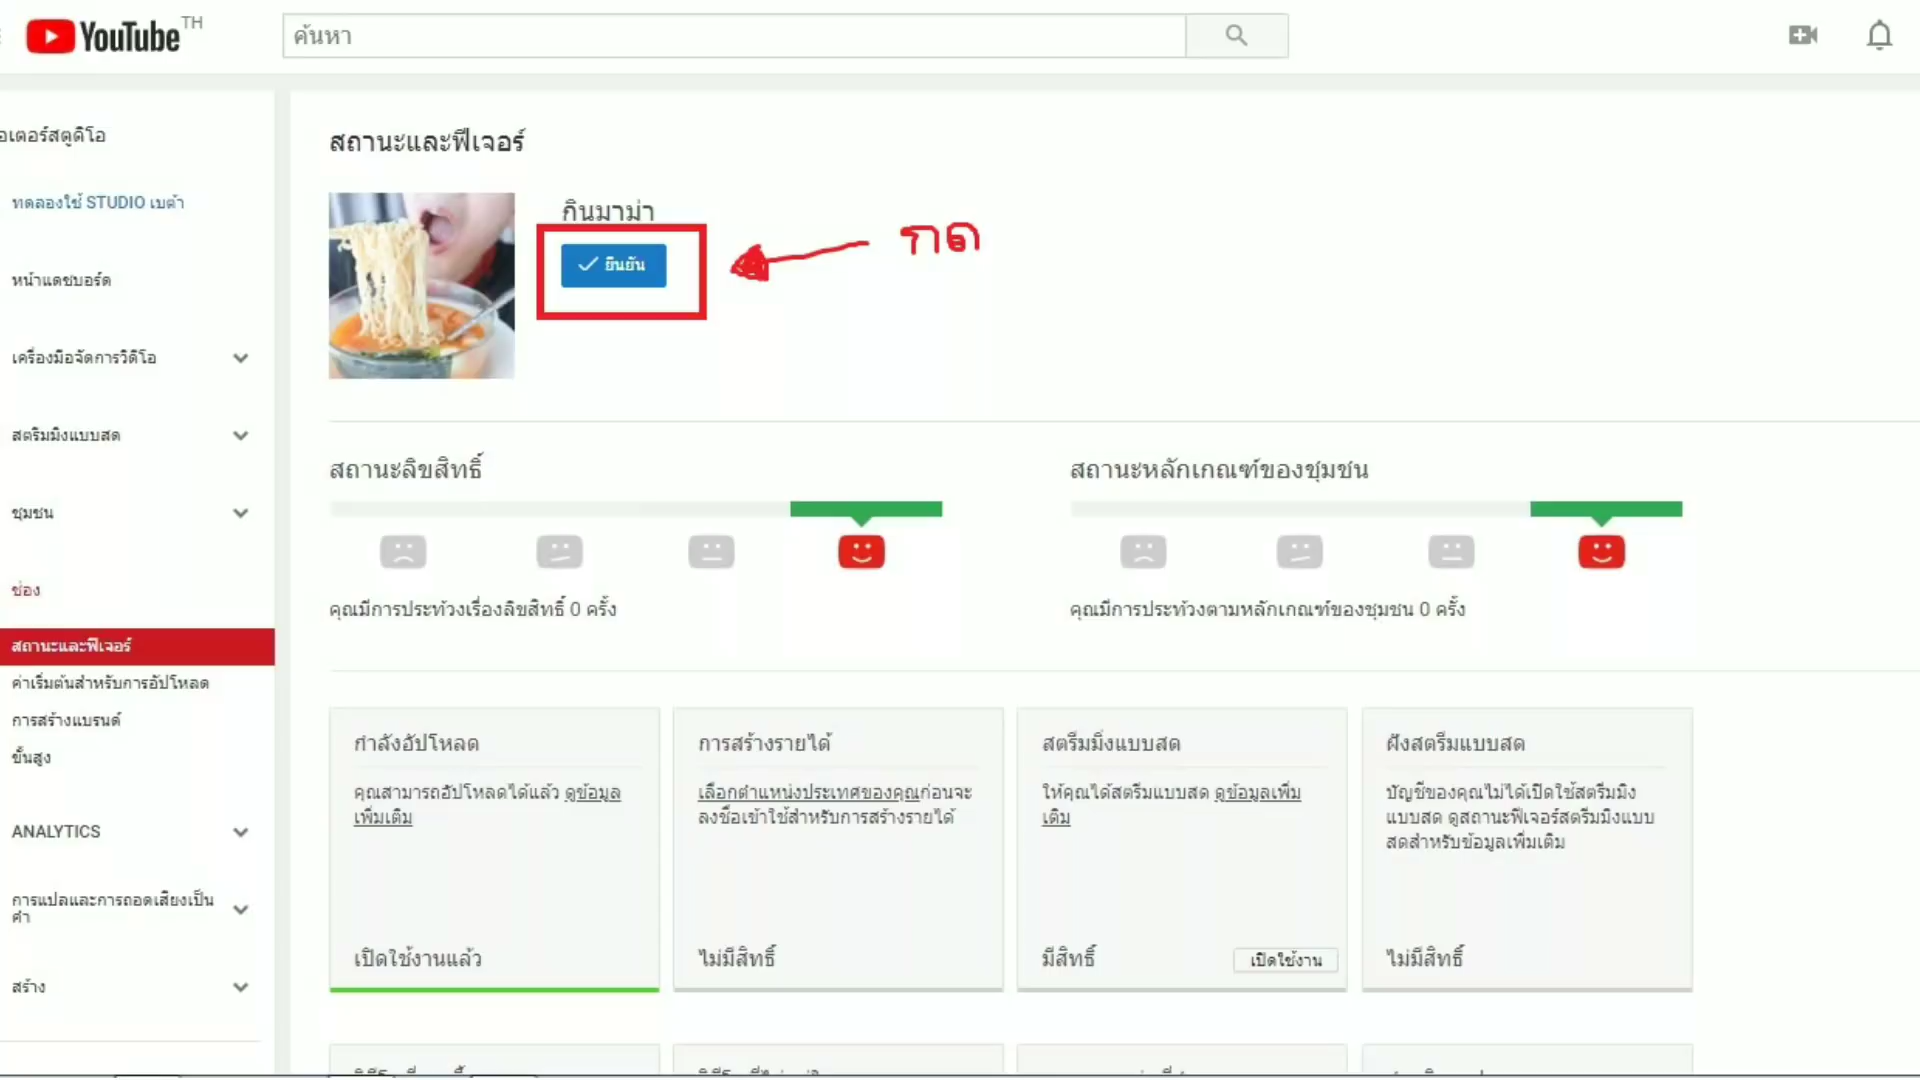 YouTube TH
ค้นหา
อเตอร์สตูดิโอ
ทดลองใช้ STUDIO เบต้า
หน้าแดชบอร์ด
เครื่องมือจัดการวิดีโอ
สตรีมมิงแบบสด
ชุมชน
ช่อง
สถานะและฟีเจอร์
ค่าเริ่มต้นสำหรับการอัปโหลด
การสร้างแบรนด์
ขั้นสูง
ANALYTICS
การแปลและการถอดเสียงเป็น
คำ
สร้าง
สถานะและฟีเจอร์
กินมาม่า
ยืนยัน
กด
สถานะลิขสิทธิ์
คุณมีการประท้วงเรื่องลิขสิทธิ์ 0 ครั้ง
สถานะหลักเกณฑ์ของชุมชน
คุณมีการประท้วงตามหลักเกณฑ์ของชุมชน 0 ครั้ง
กำลังอัปโหลด
คุณสามารถอัปโหลดได้แล้ว ดูข้อมูล
เพิ่มเติม
เปิดใช้งานแล้ว
การสร้างรายได้
เลือกตำแหน่งประเทศของคุณก่อนจะ
ลงชื่อเข้าใช้สำหรับการสร้างรายได้
ไม่มีสิทธิ์
สตรีมมิงแบบสด
ให้คุณได้สตรีมแบบสด ดูข้อมูลเพิ่ม
เติม
มีสิทธิ์
เปิดใช้งาน
ฝังสตรีมแบบสด
บัญชีของคุณไม่ได้เปิดใช้สตรีมมิง
แบบสด ดูสถานะฟีเจอร์สตรีมมิงแบบ
สดสำหรับข้อมูลเพิ่มเติม
ไม่มีสิทธิ์